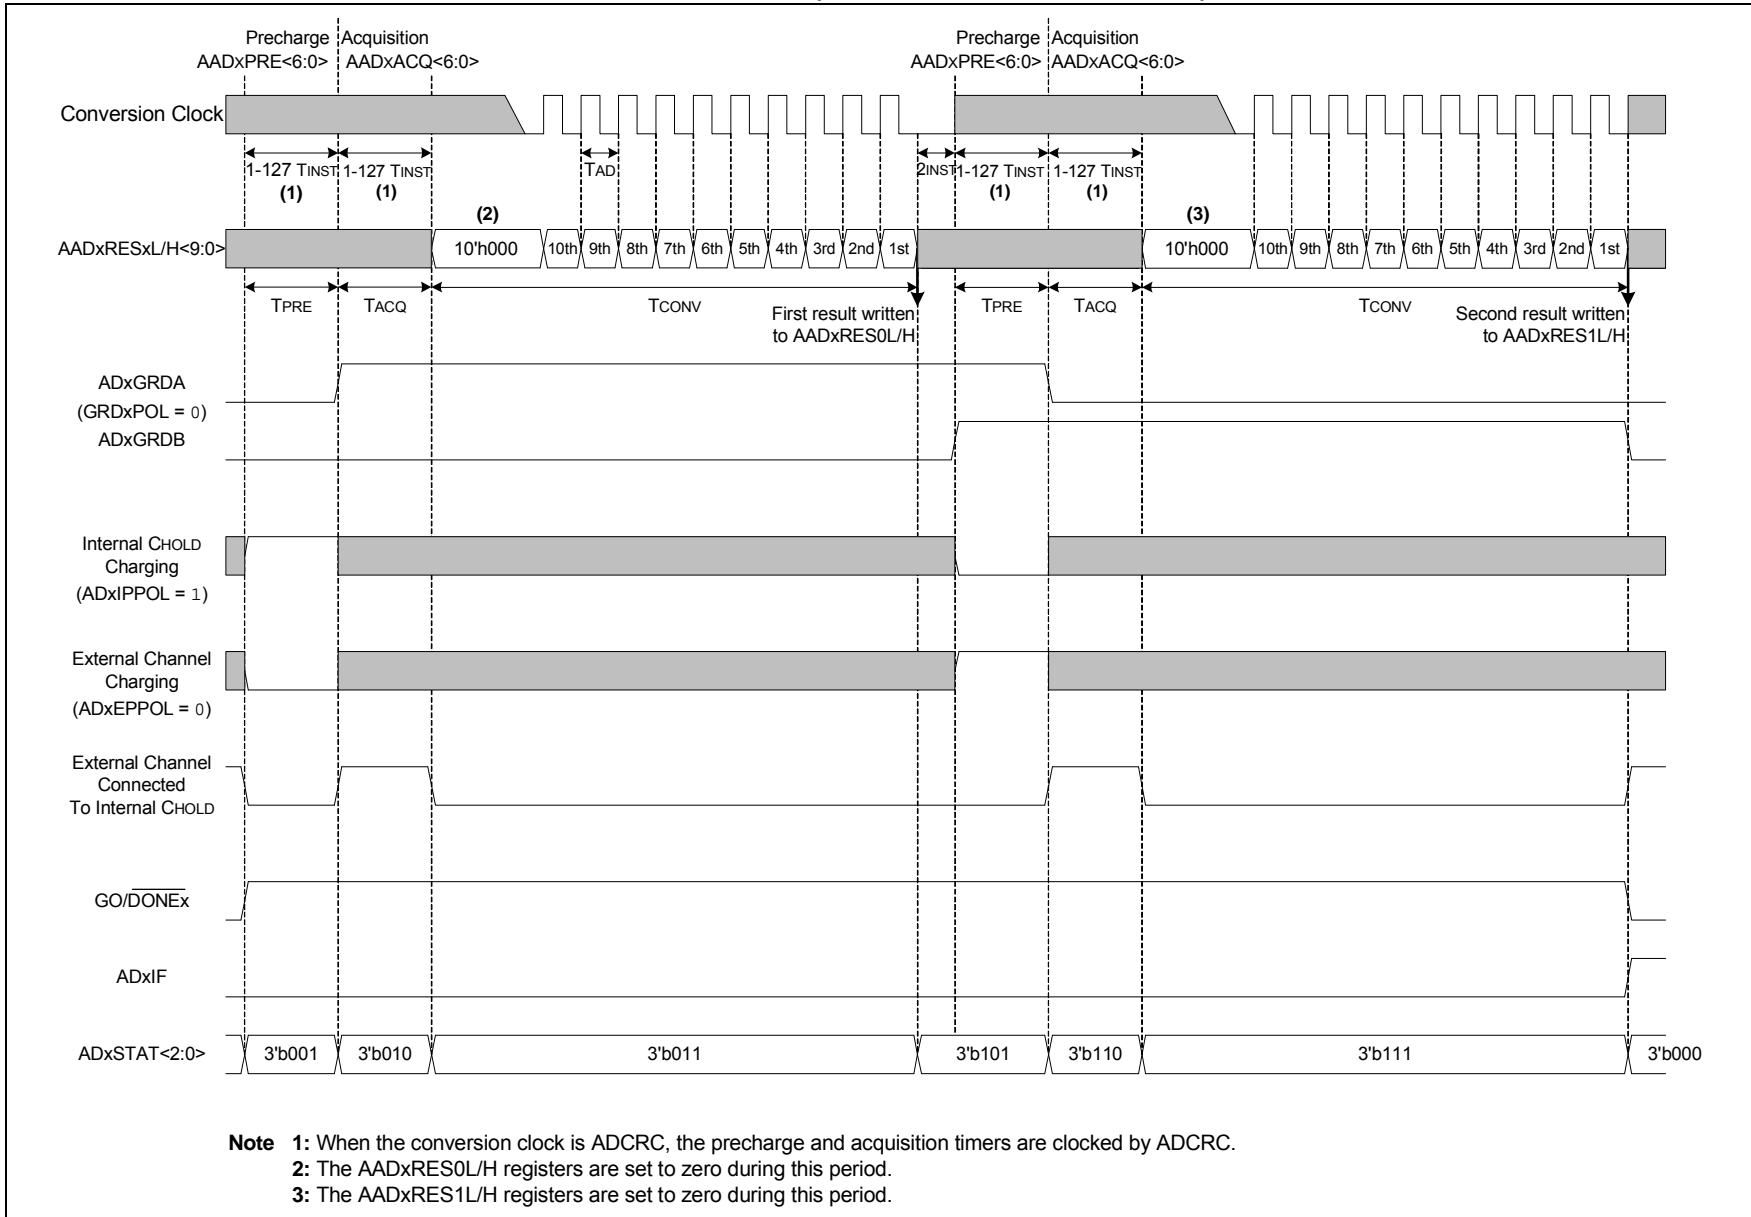 Precharge Acquisition Precharge Acquisition
AADxPRE<6:0> AADxACQ<6:0> AADxPRE<6:0> AADxACQ<6:0>
Conversion Clock
1-127 TINST 1-127 TINST TAD 2INST 1-127 TINST 1-127 TINST
(1) (1) (1) (1)
(2) (3)
AADxRESxL/H<9:0> 10'h000 10th 9th 8th 7th 6th 5th 4th 3rd 2nd 1st 10'h000 10th 9th 8th 7th 6th 5th 4th 3rd 2nd 1st
TPRE TACQ TCONV TPRE TACQ TCONV
First result written
to AADxRES0L/H
Second result written
to AADxRES1L/H
ADxGRDA
(GRDxPOL = 0)
ADxGRDB
Internal CHOLD
Charging
(ADxIPPOL = 1)
External Channel
Charging
(ADxEPPOL = 0)
External Channel
Connected
To Internal CHOLD
GO/DONEx
ADxIF
ADxSTAT<2:0> 3'b001 3'b010 3'b011 3'b101 3'b110 3'b111 3'b000
Note 1: When the conversion clock is ADCRC, the precharge and acquisition timers are clocked by ADCRC.
2: The AADxRES0L/H registers are set to zero during this period.
3: The AADxRES1L/H registers are set to zero during this period.